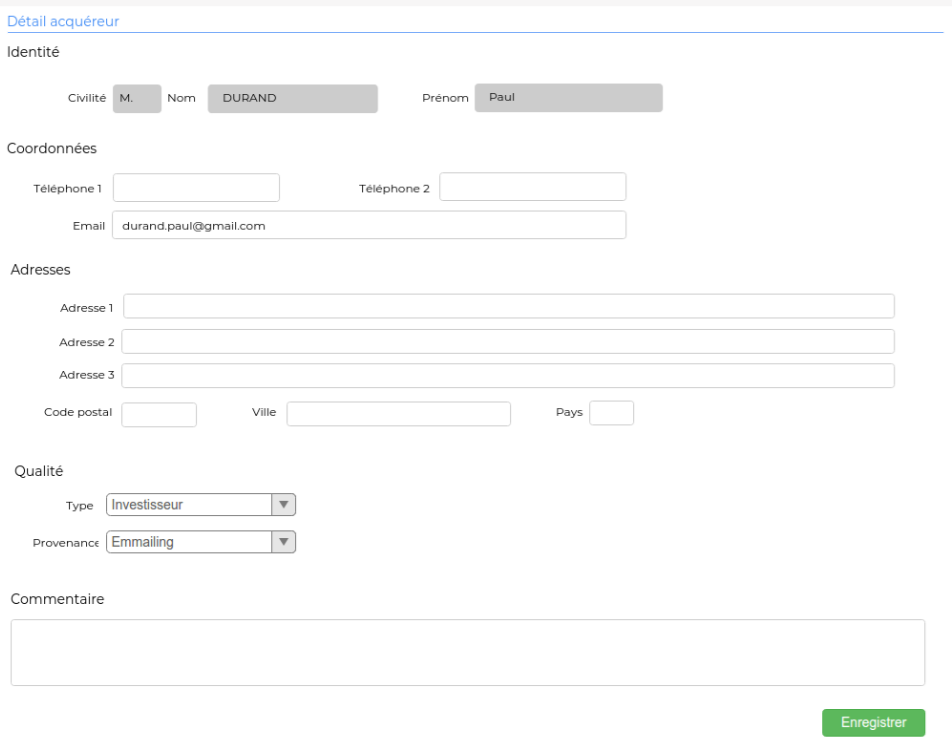 Détail acquéreur
Identité
Civilité M. Nom DURAND Prénom Paul
Coordonnées
Téléphone 1 Téléphone 2
Email durand.paul@gmail.com
Adresses
Adresse 1
Adresse 2
Adresse 3
Code postal Ville Pays
Qualité
Type Investisseur
Provenance Emmailing
Commentaire
Enregistrer